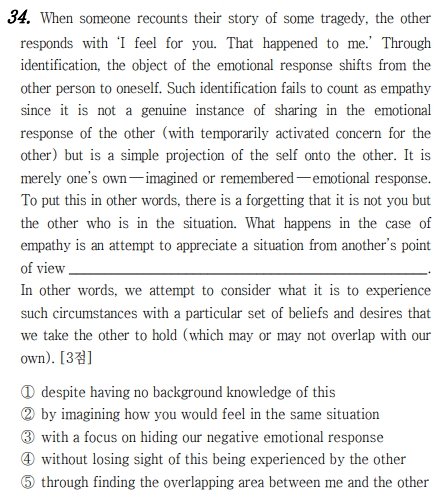 34. When someone recounts their story of some tragedy, the other
responds with ‘I feel for you. That happened to me.’ Through
identification, the object of the emotional response shifts from the
other person to oneself. Such identification fails to count as empathy
since it is not a genuine instance of sharing in the emotional
response of the other (with temporarily activated concern for the
other) but is a simple projection of the self onto the other. It is
merely one’s own—imagined or remembered—emotional response.
To put this in other words, there is a forgetting that it is not you but
the other who is in the situation. What happens in the case of
empathy is an attempt to appreciate a situation from another’s point
of view ______________________________________________.
In other words, we attempt to consider what it is to experience
such circumstances with a particular set of beliefs and desires that
we take the other to hold (which may or may not overlap with our
own). [3점]
① despite having no background knowledge of this
② by imagining how you would feel in the same situation
③ with a focus on hiding our negative emotional response
④ without losing sight of this being experienced by the other
⑤ through finding the overlapping area between me and the other